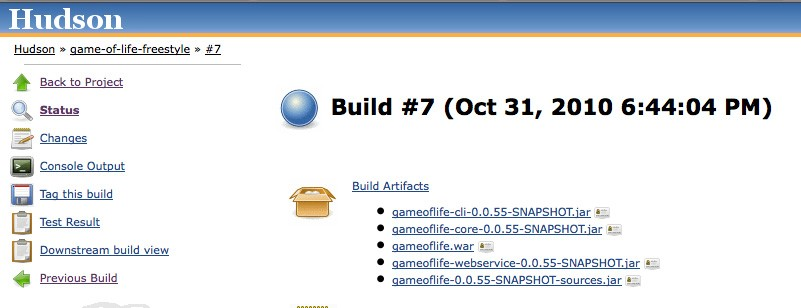 Hudson
Hudson » game-of-life-freestyle » #7
Back to Project
Status
Changes
Console Output
Tag this build
Test Result
Downstream build view
Previous Build
Build #7 (Oct 31, 2010 6:44:04 PM)
Build Artifacts
gameoflife-cli-0.0.55-SNAPSHOT.jar
gameoflife-core-0.0.55-SNAPSHOT.jar
gameoflife.war
gameoflife-webservice-0.0.55-SNAPSHOT.jar
gameoflife-0.0.55-SNAPSHOT-sources.jar